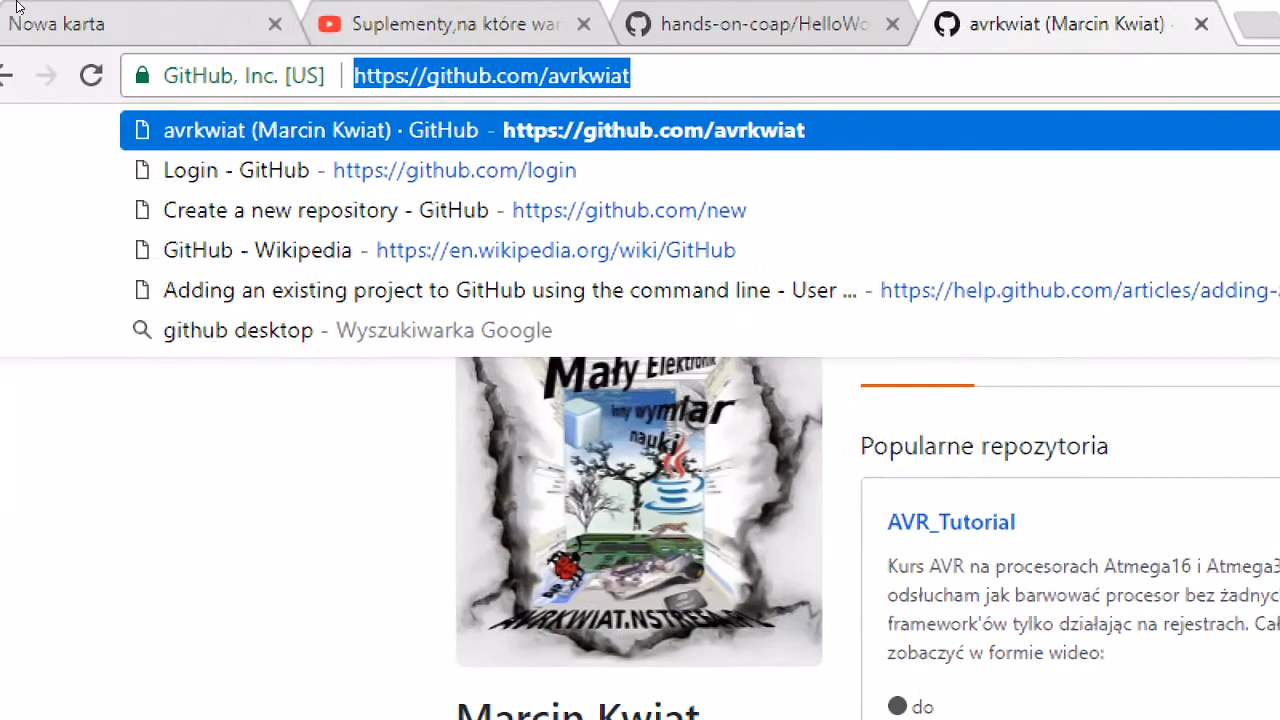 Nowa karta
Suplementy,na które war
hands-on-coap/HelloWo
avrkwiat (Marcin Kwiat) ·
GitHub, Inc. [US]
https://github.com/avrkwiat
avrkwiat (Marcin Kwiat) · GitHub - https://github.com/avrkwiat
Login - GitHub - https://github.com/login
Create a new repository - GitHub - https://github.com/new
GitHub - Wikipedia - https://en.wikipedia.org/wiki/GitHub
Adding an existing project to GitHub using the command line - User ... - https://help.github.com/articles/adding-
github desktop - Wyszukiwarka Google
Mały Elektronik
Inny wymiar
nauki
Popularne repozytoria
AVR_Tutorial
Kurs AVR na procesorach Atmega16 i Atmega3
odsłucham jak barwować procesor bez żadnyc
framework'ów tylko działając na rejestrach. Cał
zobaczyć w formie wideo:
do
Marcin Kwiat